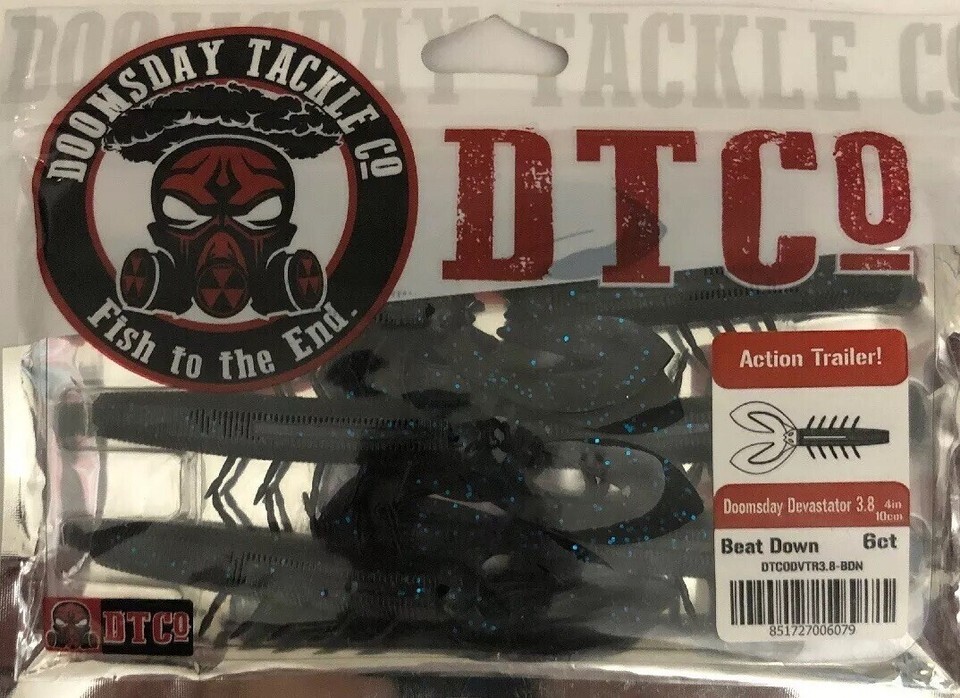 DOOMSDAY TACKLE CO
DOOMSDAY TACKLE CO
Fish to the End.
DTCo
Action Trailer!
Doomsday Devastator 3.8 4in
10cm
Beat Down 6ct
DTCODVTR3.8-BDN
851727006079
DTCo